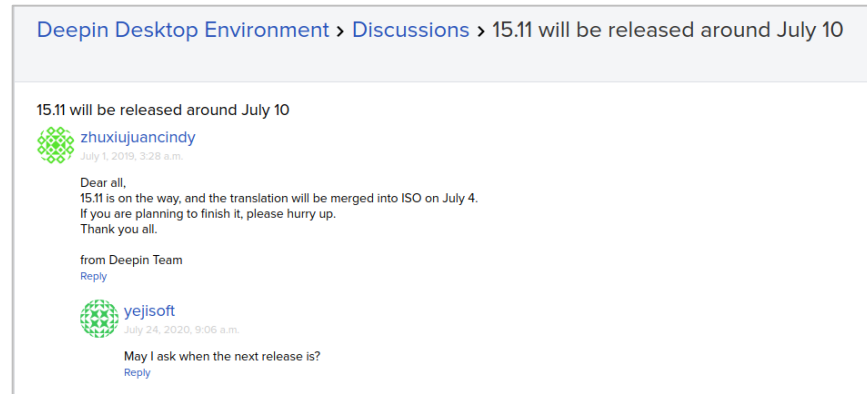 Deepin Desktop Environment > Discussions > 15.11 will be released around July 10
15.11 will be released around July 10
zhuxiujuancindy
July 1, 2019, 3:28 a.m.
Dear all,
15.11 is on the way, and the translation will be merged into ISO on July 4.
If you are planning to finish it, please hurry up.
Thank you all.
from Deepin Team
Reply
yejisoft
July 24, 2020, 9:06 a.m.
May I ask when the next release is?
Reply